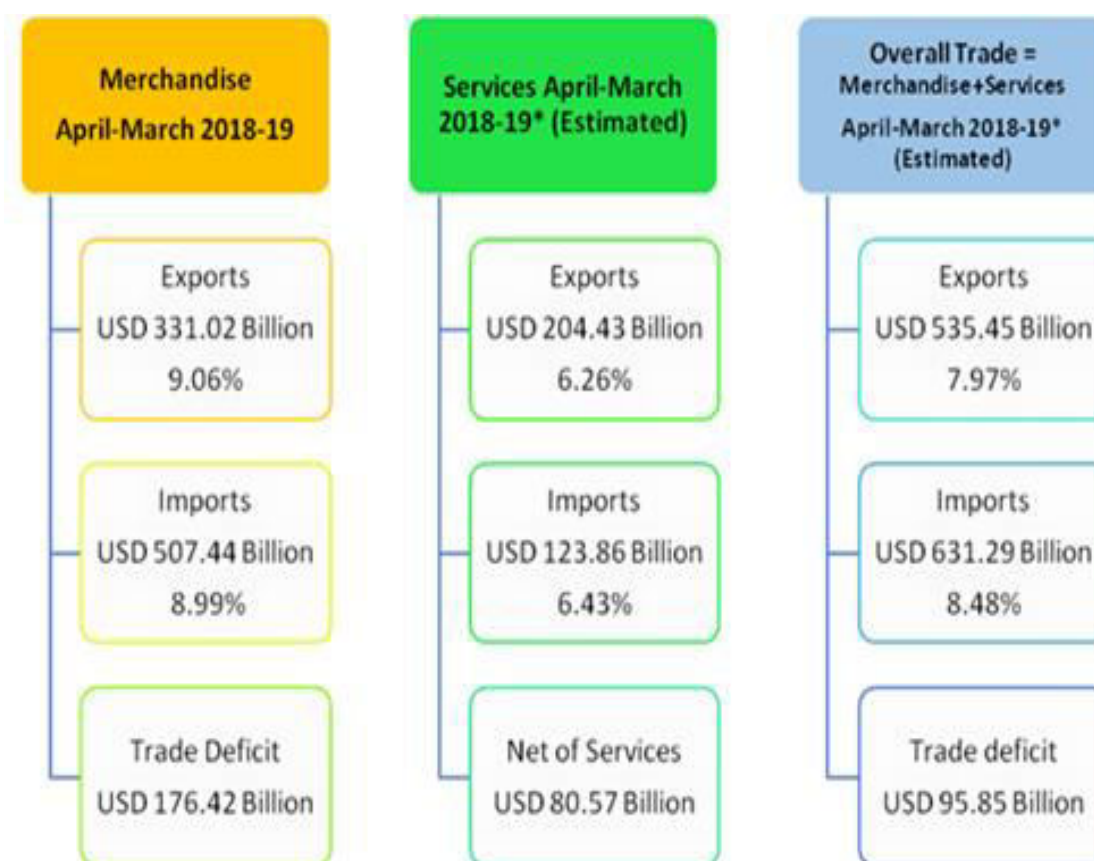 Merchandise
April-March 2018-19
Exports
USD 331.02 Billion
9.06%
Imports
USD 507.44 Billion
8.99%
Trade Deficit
USD 176.42 Billion
Services April-March
2018-19* (Estimated)
Exports
USD 204.43 Billion
6.26%
Imports
USD 123.86 Billion
6.43%
Net of Services
USD 80.57 Billion
Overall Trade =
Merchandise+Services
April-March 2018-19*
(Estimated)
Exports
USD 535.45 Billion
7.97%
Imports
USD 631.29 Billion
8.48%
Trade deficit
USD 95.85 Billion